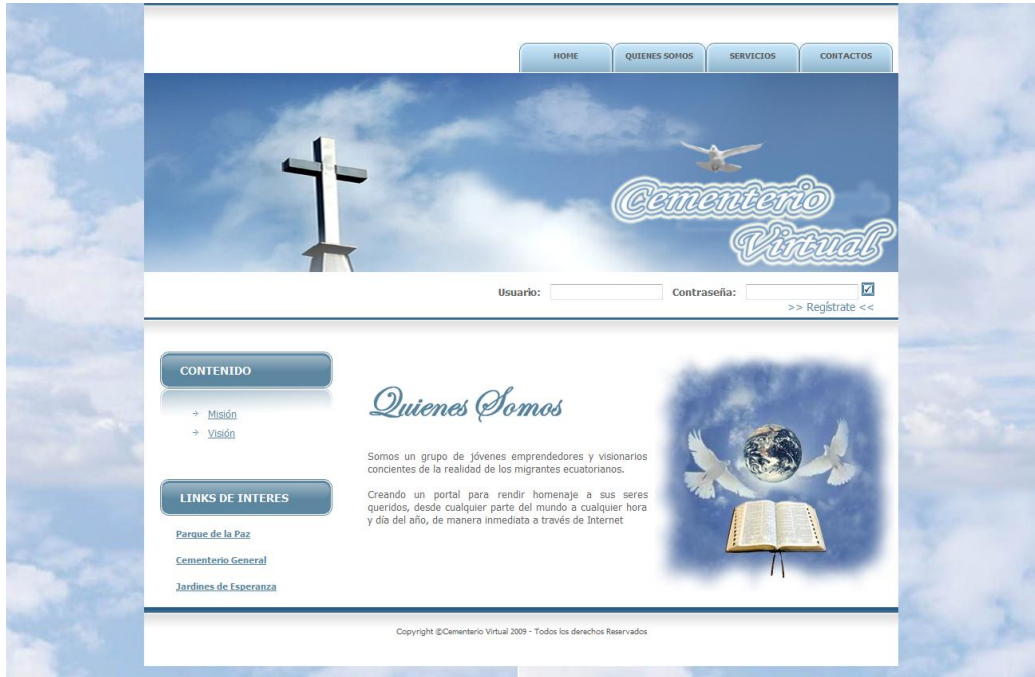 HOME
QUIENES SOMOS
SERVICIOS
CONTACTOS
Cementerio
Virtual
Usuario:
Contraseña:
>> Regístrate <<
CONTENIDO
Misión
Visión
LINKS DE INTERES
Parque de la Paz
Cementerio General
Jardines de Esperanza
Quienes Somos
Somos un grupo de jóvenes emprendedores y visionarios
concientes de la realidad de los migrantes ecuatorianos.
Creando un portal para rendir homenaje a sus seres
queridos, desde cualquier parte del mundo a cualquier hora
y día del año, de manera inmediata a través de Internet
Copyright ©Cementerio Virtual 2009 - Todos los derechos Reservados